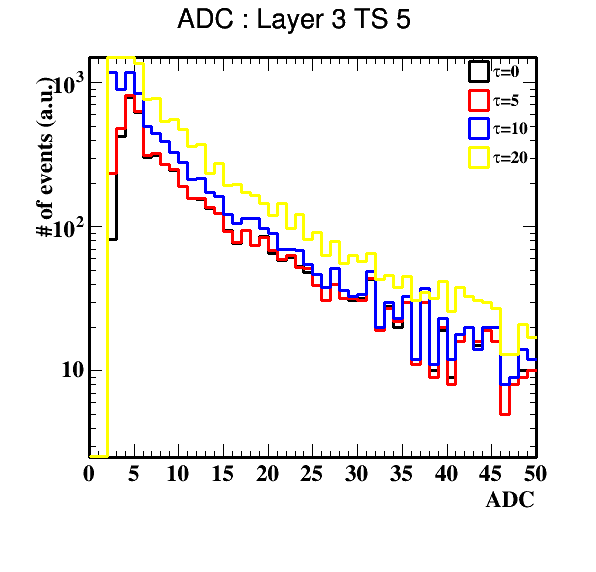 ADC : Layer 3 TS 5
# of events (a.u.)
10³
10²
10
τ=0
τ=5
τ=10
τ=20
0 5 10 15 20 25 30 35 40 45 50
ADC